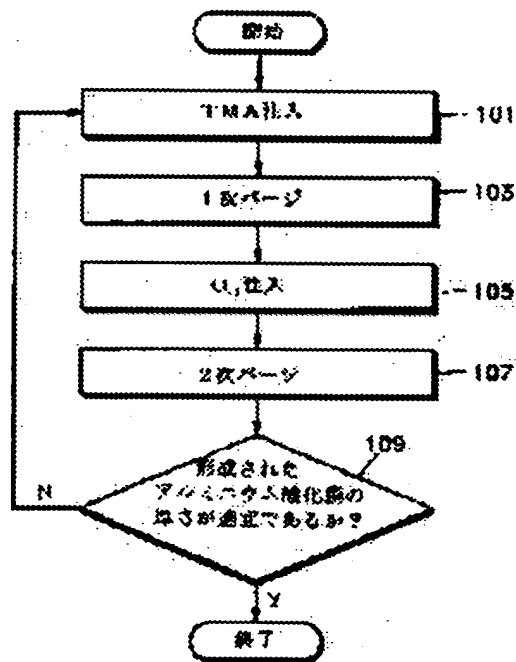 開始
TMA注入
101
1次パージ
103
O₃注入
105
2次パージ
107
109
形成された
アルミニウム酸化膜の
厚さが適正であるか?
N
Y
終了